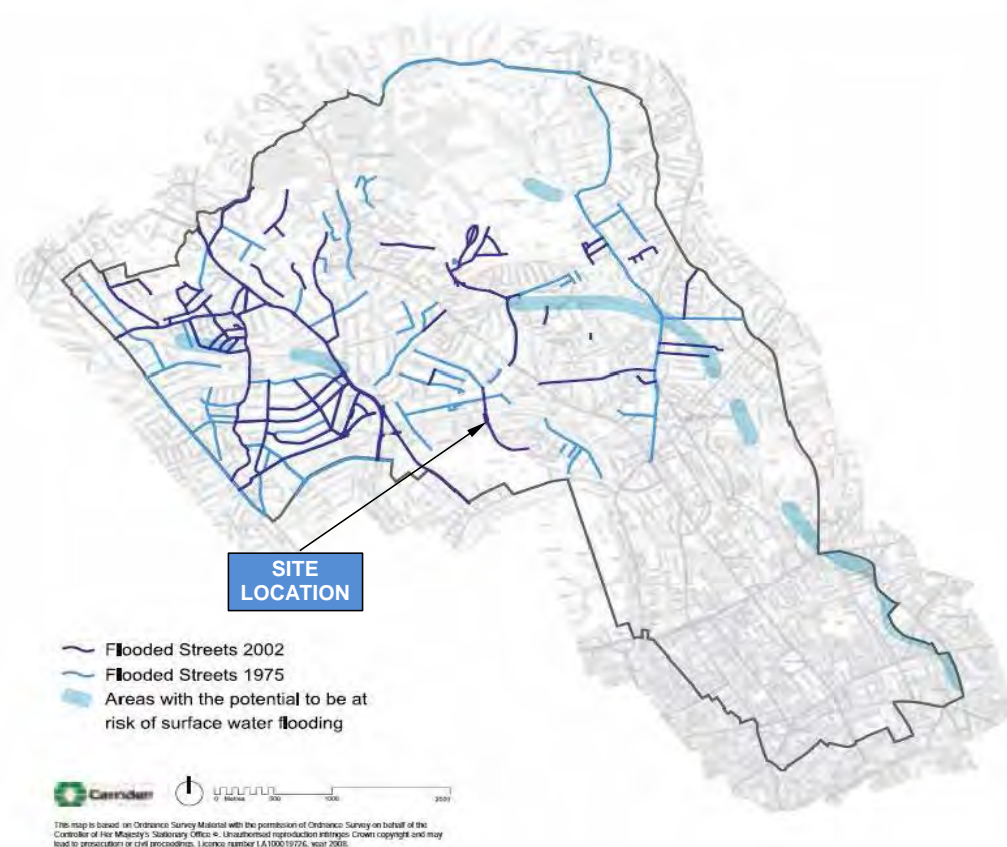 SITE
LOCATION
Flooded Streets 2002
Flooded Streets 1975
Areas with the potential to be at
risk of surface water flooding
Camden
0 Metres 500 1000 2000
This map is based on Ordnance Survey Material with the permission of Ordnance Survey on behalf of the
Controller of Her Majesty's Stationary Office ©. Unauthorised reproduction infringes Crown copyright and may
lead to prosecution or civil proceedings. Licence number LA100019726, year 2008.